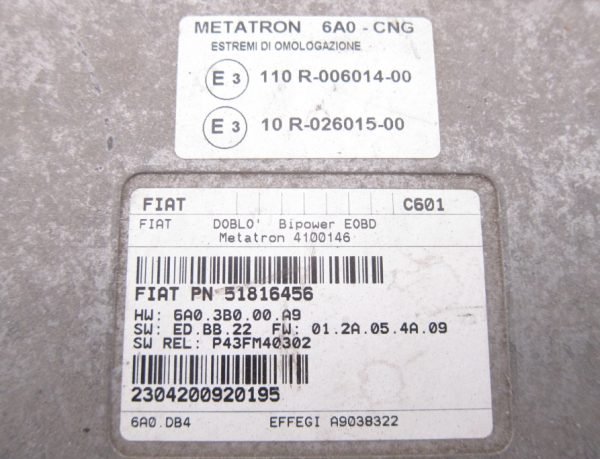 METATRON 6A0 - CNG
ESTREMI DI OMOLOGAZIONE
E 3 110 R-006014-00
E 3 10 R-026015-00
FIAT C601
FIAT DOBLO' Bipower EOBD
Metatron 4100146
FIAT PN 51816456
HW: 6A0.3B0.00.A9
SW: ED.BB.22 FW: 01.2A.05.4A.09
SW REL: P43FM40302
2304200920195
6A0.DB4 EFFEGI A9038322